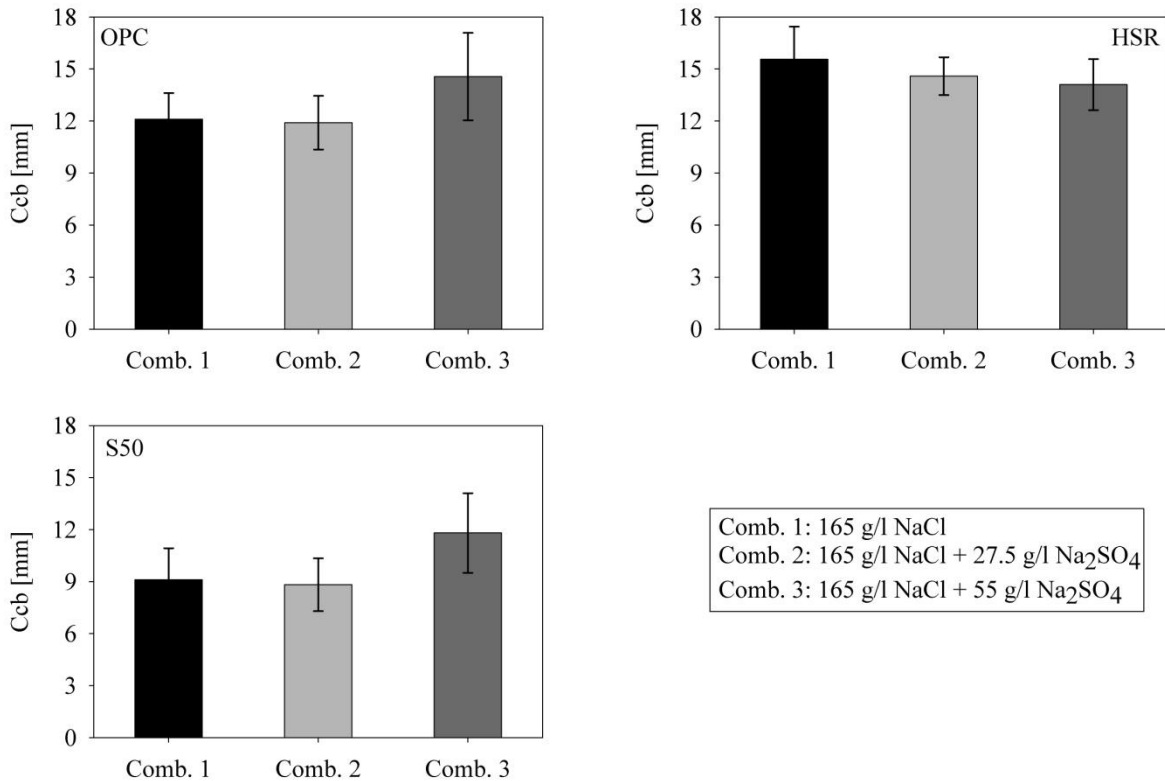 OPC
Ccb [mm]
18
15
12
9
6
3
0
Comb. 1 Comb. 2 Comb. 3
HSR
Ccb [mm]
18
15
12
9
6
3
0
Comb. 1 Comb. 2 Comb. 3
S50
Ccb [mm]
18
15
12
9
6
3
0
Comb. 1 Comb. 2 Comb. 3
Comb. 1: 165 g/l NaCl
Comb. 2: 165 g/l NaCl + 27.5 g/l Na2SO4
Comb. 3: 165 g/l NaCl + 55 g/l Na2SO4